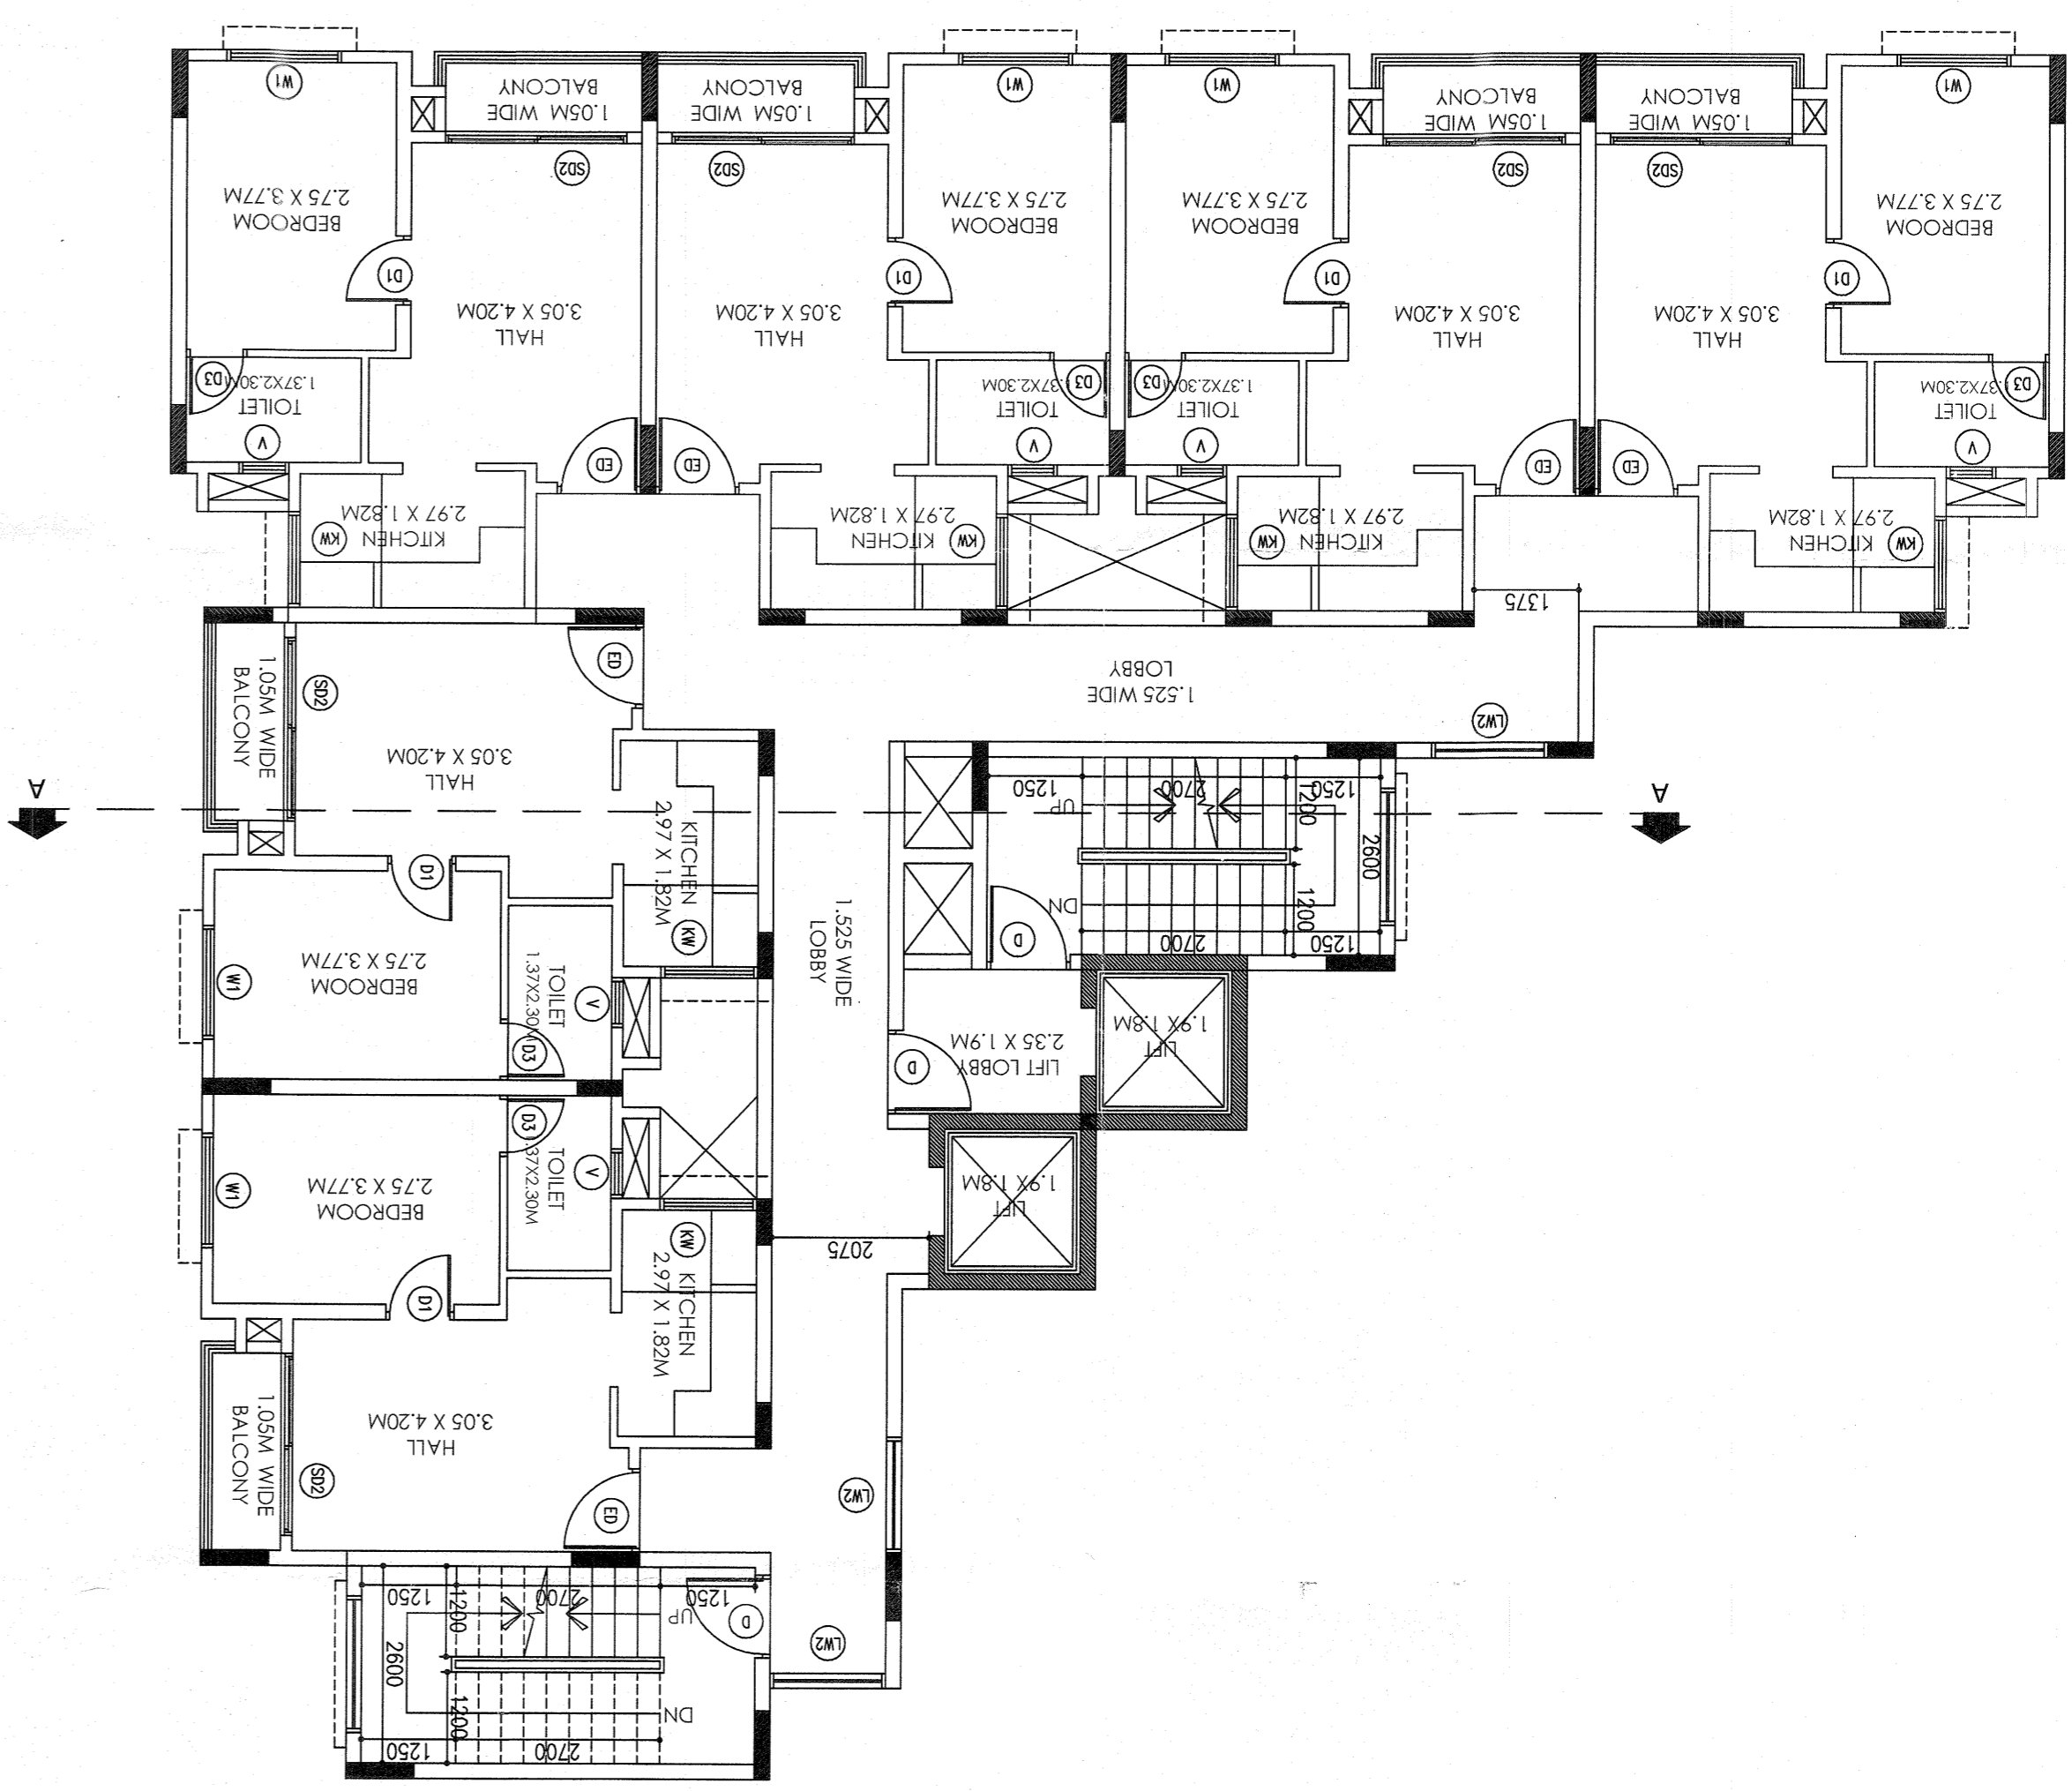 W1
BALCONY
1.05M WIDE
BALCONY
1.05M WIDE
W1
W1
BALCONY
1.05M WIDE
BALCONY
1.05M WIDE
W1
SD2
SD2
SD2
SD2
BEDROOM
2.75 X 3.77M
BEDROOM
2.75 X 3.77M
BEDROOM
2.75 X 3.77M
BEDROOM
2.75 X 3.77M
D1
D1
D1
D1
HALL
3.05 X 4.20M
HALL
3.05 X 4.20M
HALL
3.05 X 4.20M
HALL
3.05 X 4.20M
D3
TOILET
1.37X2.30M
TOILET
1.37X2.30M
D3
D3
TOILET
1.37X2.30M
TOILET
1.37X2.30M
D3
V
ED
ED
V
V
ED
ED
V
KW
KITCHEN
2.97 X 1.82M
KITCHEN
2.97 X 1.82M
KW
KW
KITCHEN
2.97 X 1.82M
KITCHEN
2.97 X 1.82M
KW
1375
ED
1.05M WIDE
BALCONY
SD2
LOBBY
1.525 WIDE
LW2
HALL
3.05 X 4.20M
A
A
1250
2700
1250
UP
1200
2600
KITCHEN
2.97 X 1.82M
KW
D1
DN
1200
D
2700
1250
1.525 WIDE
LOBBY
W1
BEDROOM
2.75 X 3.77M
TOILET
1.37X2.30M
V
D3
LIFT LOBBY
2.35 X 1.9M
D
LIFT
1.9X 1.8M
D3
TOILET
1.37X2.30M
V
W1
BEDROOM
2.75 X 3.77M
LIFT
1.9X 1.8M
KW
KITCHEN
2.97 X 1.82M
2075
D1
HALL
3.05 X 4.20M
1.05M WIDE
BALCONY
SD2
LW2
ED
1250
2700
1250
1200
UP
D
LW2
2600
1200
DN
1250
2700